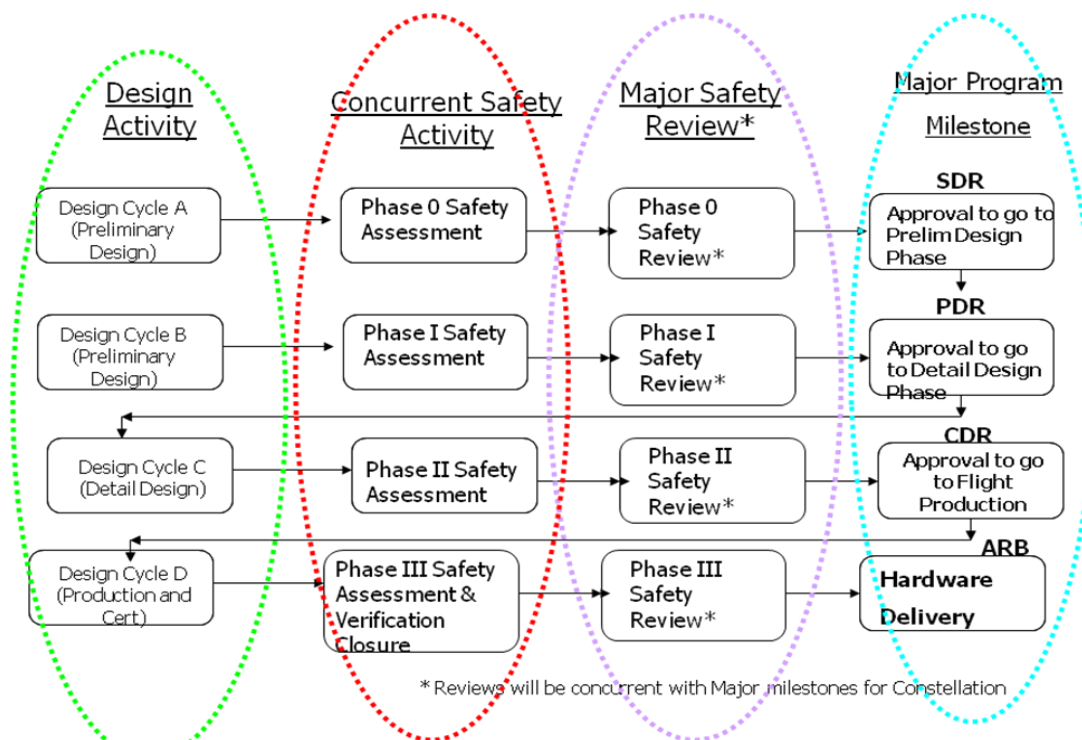 Design
Activity
Concurrent Safety
Activity
Major Safety
Review*
Major Program
Milestone
Design Cycle A
(Preliminary
Design)
Phase 0 Safety
Assessment
Phase 0
Safety
Review*
SDR
Approval to go to
Prelim Design
Phase
Design Cycle B
(Preliminary
Design)
Phase I Safety
Assessment
Phase I
Safety
Review*
PDR
Approval to go
to Detail Design
Phase
Design Cycle C
(Detail Design)
Phase II Safety
Assessment
Phase II
Safety
Review*
CDR
Approval to go
to Flight
Production
Design Cycle D
(Production and
Cert)
Phase III Safety
Assessment &
Verification
Closure
Phase III
Safety
Review*
ARB
Hardware
Delivery
* Reviews will be concurrent with Major milestones for Constellation